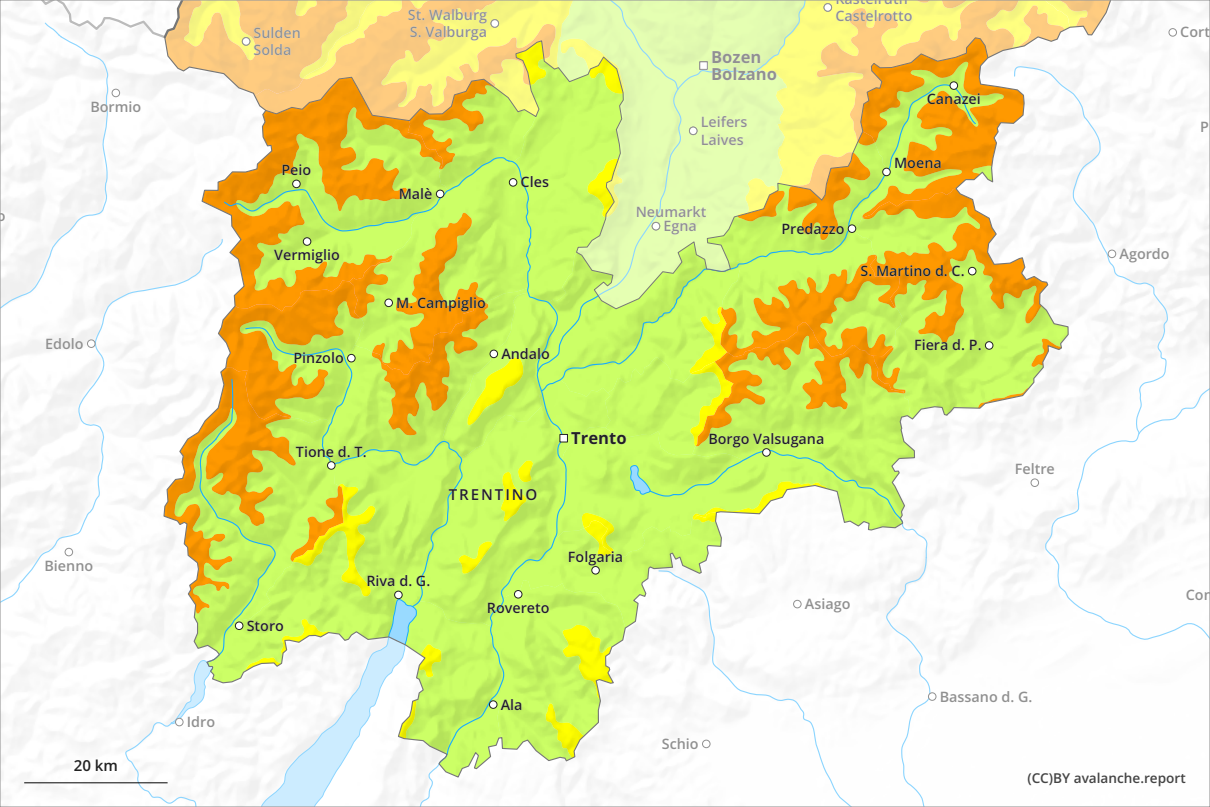 Kastelruth
Castelrotto
St. Walburg
S. Valburga
Sulden
Solda
Cort
Bozen
Bolzano
Bormio
Canazei
Leifers
Laives
P
Moena
Peio
Malè
Cles
Neumarkt
Egna
Predazzo
Vermiglio
Agordo
S. Martino d. C.
M. Campiglio
Edolo
Pinzolo
Andalo
Fiera d. P.
Trento
Borgo Valsugana
Tione d. T.
Feltre
TRENTINO
Bienno
Folgaria
Riva d. G.
Rovereto
Asiago
Cor
Storo
Bassano d. G.
Ala
Idro
Schio
20 km
(CC)BY avalanche.report